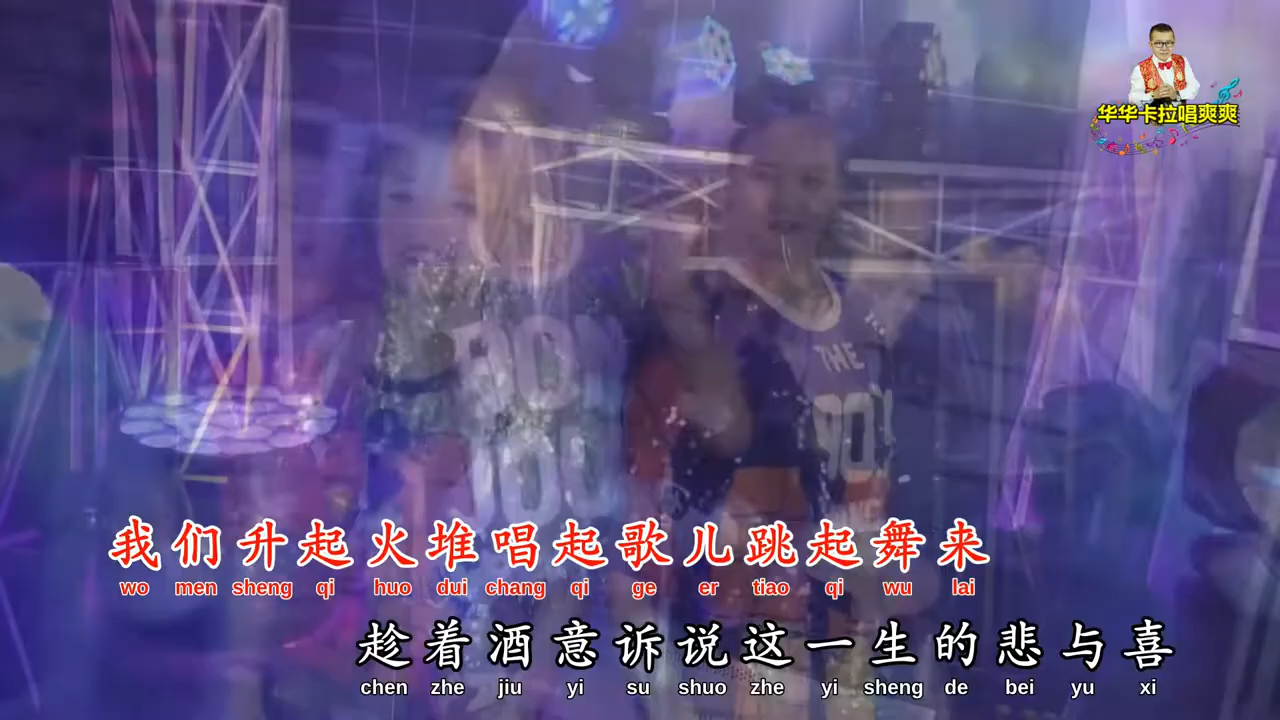 华华卡拉唱爽爽
THE
我们升起火堆唱起歌儿跳起舞来
wo men sheng qi huo dui chang qi ge er tiao qi wu lai
趁着酒意诉说这一生的悲与喜
chen zhe jiu yi su shuo zhe yi sheng de bei yu xi